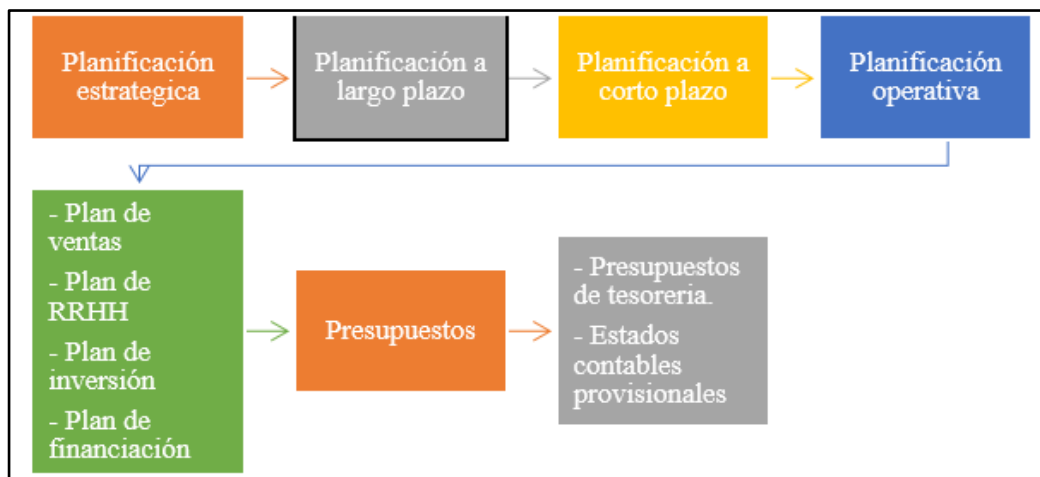 Planificación
estrategica
Planificación a
largo plazo
Planificación a
corto plazo
Planificación
operativa
- Plan de
ventas
- Plan de
RRHH
- Plan de
inversión
- Plan de
financiación
Presupuestos
- Presupuestos
de tesoreria.
- Estados
contables
provisionales